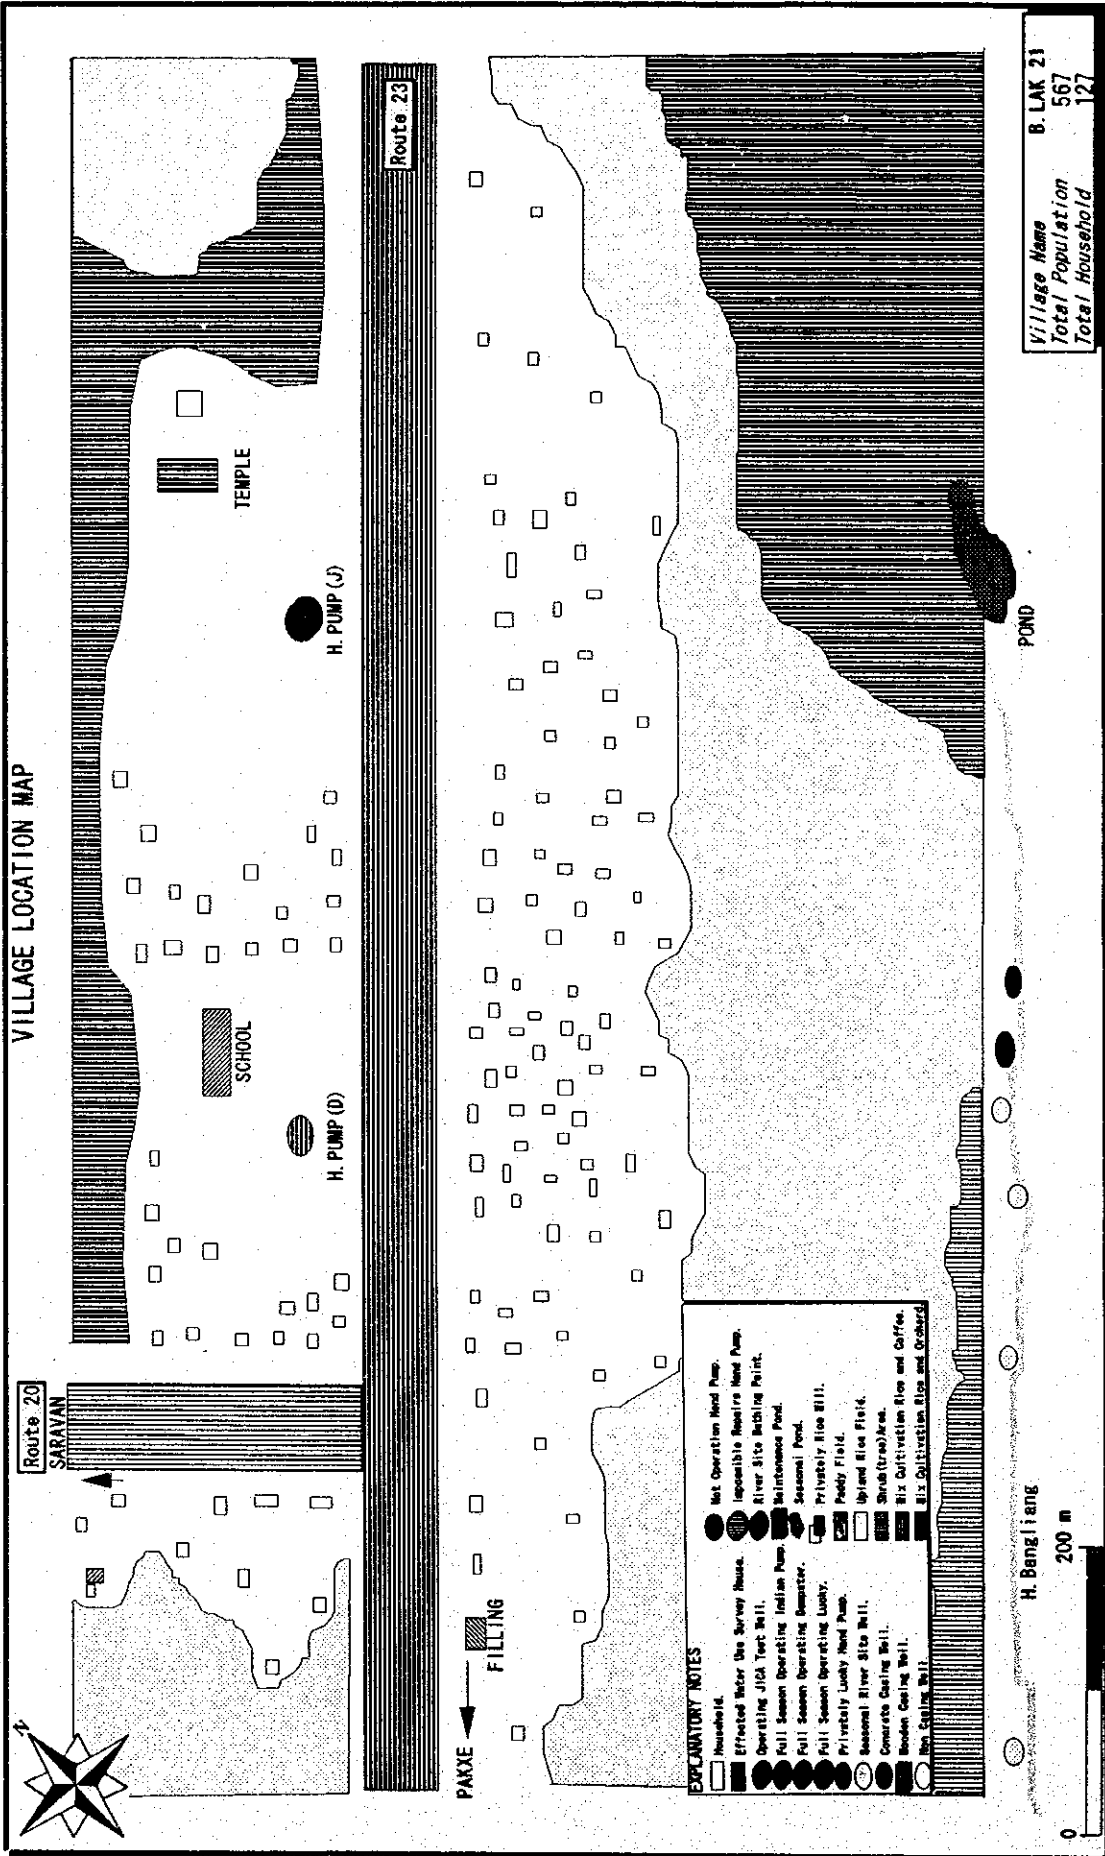 VILLAGE LOCATION MAP
Route 20
SARAVAN
Route 23
TEMPLE
H. PUMP(J)
SCHOOL
H. PUMP(D)
N
PAKXE
FILLING
POND
H. Bangliang
0
200 m
EXPLANATORY NOTES
Household.
Effected Water Use Survey House.
Operating JICA Test Well.
Full Season Operating Indian Pump.
Full Season Operating Dempster.
Full Season Operating Lucky.
Privately Lucky Hand Pump.
Seasonal River Site Well.
Concrete Casing Well.
Wooden Casing Well.
Non Casing Well.
Not Operation Hand Pump.
Impossible Repairs Hand Pump.
River Site Bathing Point.
Maintenance Pond.
Seasonal Pond.
Privately Rice Mill.
Paddy Field.
Upland Rice Field.
Shrub(tree)Area.
Mix Cultivation Rice and Caffee.
Mix Cultivation Rice and Orchard.
Village Name B. LAK 21
Total Population 567
Total Household 127